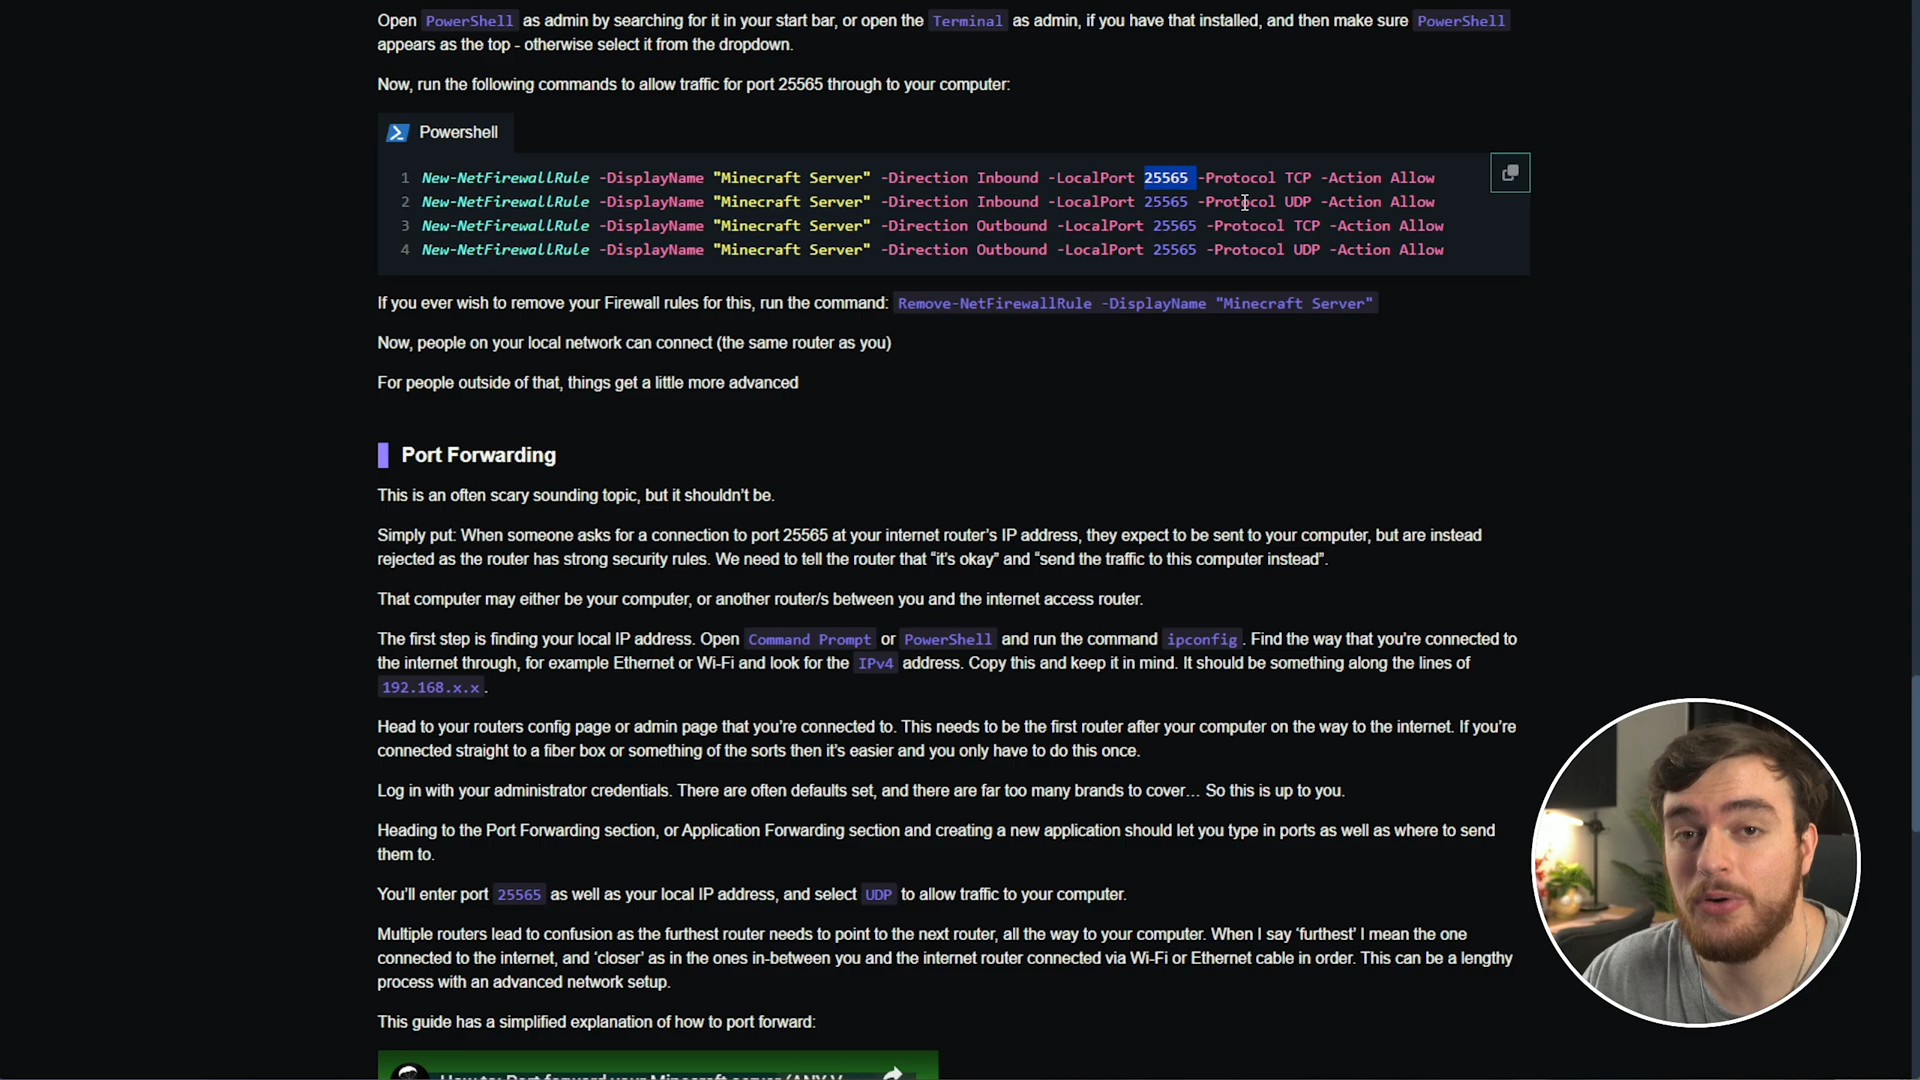 Open PowerShell as admin by searching for it in your start bar, or open the Terminal as admin, if you have that installed, and then make sure PowerShell
appears as the top - otherwise select it from the dropdown.
Now, run the following commands to allow traffic for port 25565 through to your computer:
Powershell
1 New-NetFirewallRule -DisplayName "Minecraft Server" -Direction Inbound -LocalPort 25565 -Protocol TCP -Action Allow
2 New-NetFirewallRule -DisplayName "Minecraft Server" -Direction Inbound -LocalPort 25565 -Protocol UDP -Action Allow
3 New-NetFirewallRule -DisplayName "Minecraft Server" -Direction Outbound -LocalPort 25565 -Protocol TCP -Action Allow
4 New-NetFirewallRule -DisplayName "Minecraft Server" -Direction Outbound -LocalPort 25565 -Protocol UDP -Action Allow
If you ever wish to remove your Firewall rules for this, run the command: Remove-NetFirewallRule -DisplayName "Minecraft Server"
Now, people on your local network can connect (the same router as you)
For people outside of that, things get a little more advanced
Port Forwarding
This is an often scary sounding topic, but it shouldn't be.
Simply put: When someone asks for a connection to port 25565 at your internet router's IP address, they expect to be sent to your computer, but are instead
rejected as the router has strong security rules. We need to tell the router that “it's okay” and “send the traffic to this computer instead”.
That computer may either be your computer, or another router/s between you and the internet access router.
The first step is finding your local IP address. Open Command Prompt or PowerShell and run the command ipconfig. Find the way that you're connected to
the internet through, for example Ethernet or Wi-Fi and look for the IPv4 address. Copy this and keep it in mind. It should be something along the lines of
192.168.x.x.
Head to your routers config page or admin page that you're connected to. This needs to be the first router after your computer on the way to the internet. If you're
connected straight to a fiber box or something of the sorts then it's easier and you only have to do this once.
Log in with your administrator credentials. There are often defaults set, and there are far too many brands to cover… So this is up to you.
Heading to the Port Forwarding section, or Application Forwarding section and creating a new application should let you type in ports as well as where to send
them to.
You'll enter port 25565 as well as your local IP address, and select UDP to allow traffic to your computer.
Multiple routers lead to confusion as the furthest router needs to point to the next router, all the way to your computer. When I say ‘furthest’ I mean the one
connected to the internet, and ‘closer’ as in the ones in-between you and the internet router connected via Wi-Fi or Ethernet cable in order. This can be a lengthy
process with an advanced network setup.
This guide has a simplified explanation of how to port forward:
How to: Port forward your Minecraft server (ANY V